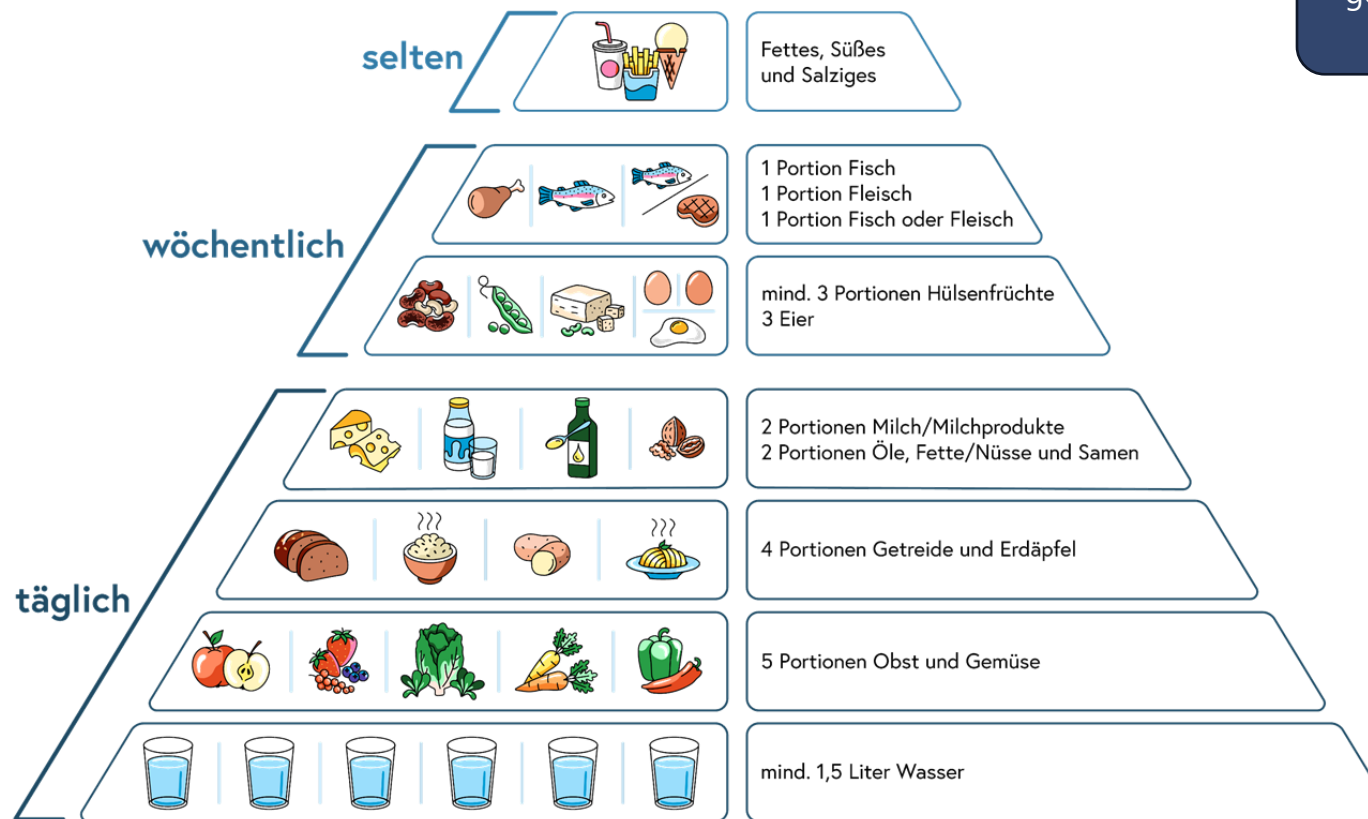 selten
Fettes, Süßes
und Salziges
wöchentlich
1 Portion Fisch
1 Portion Fleisch
1 Portion Fisch oder Fleisch
mind. 3 Portionen Hülsenfrüchte
3 Eier
täglich
2 Portionen Milch/Milchprodukte
2 Portionen Öle, Fette/Nüsse und Samen
4 Portionen Getreide und Erdäpfel
5 Portionen Obst und Gemüse
mind. 1,5 Liter Wasser